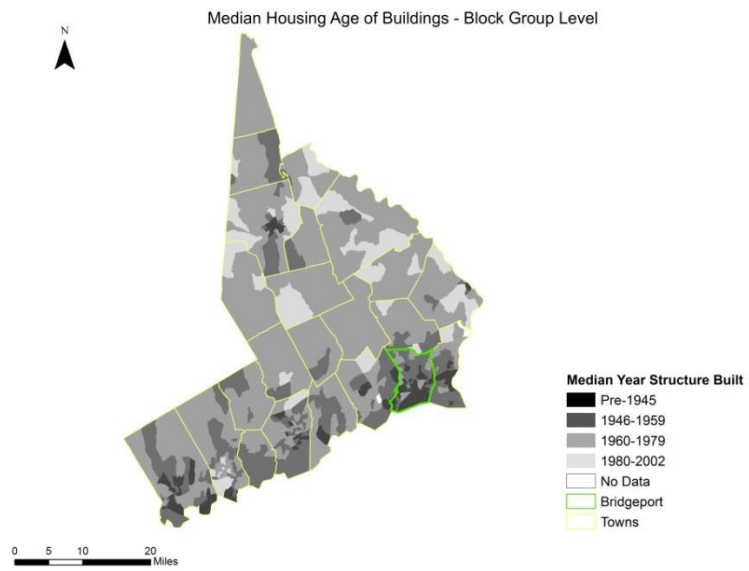 Median Housing Age of Buildings - Block Group Level
N
Median Year Structure Built
Pre-1945
1946-1959
1960-1979
1980-2002
No Data
Bridgeport
Towns
0 5 10 20
Miles